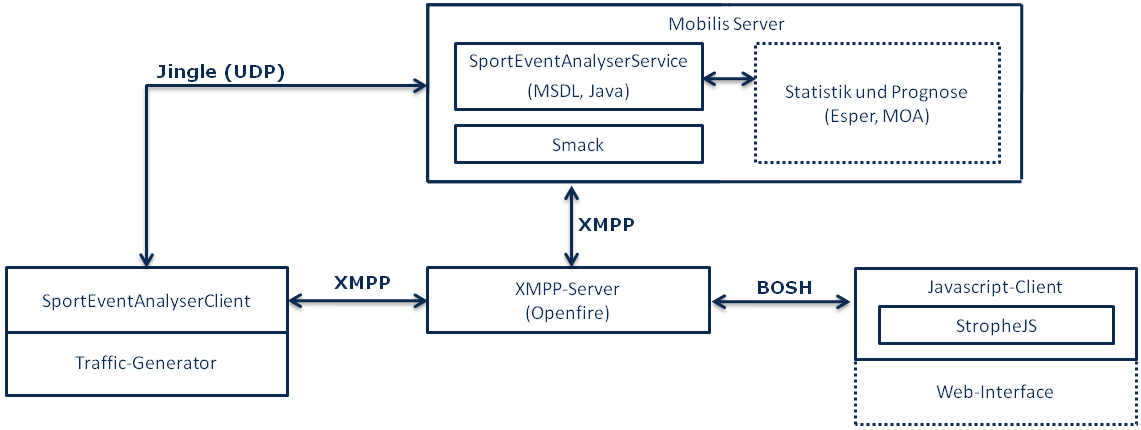 Mobilis Server
SportEventAnalyserService
(MSDL, Java)
Statistik und Prognose
(Esper, MOA)
Smack
Jingle (UDP)
XMPP
SportEventAnalyserClient
Traffic-Generator
XMPP
XMPP-Server
(Openfire)
BOSH
Javascript-Client
StropheJS
Web-Interface